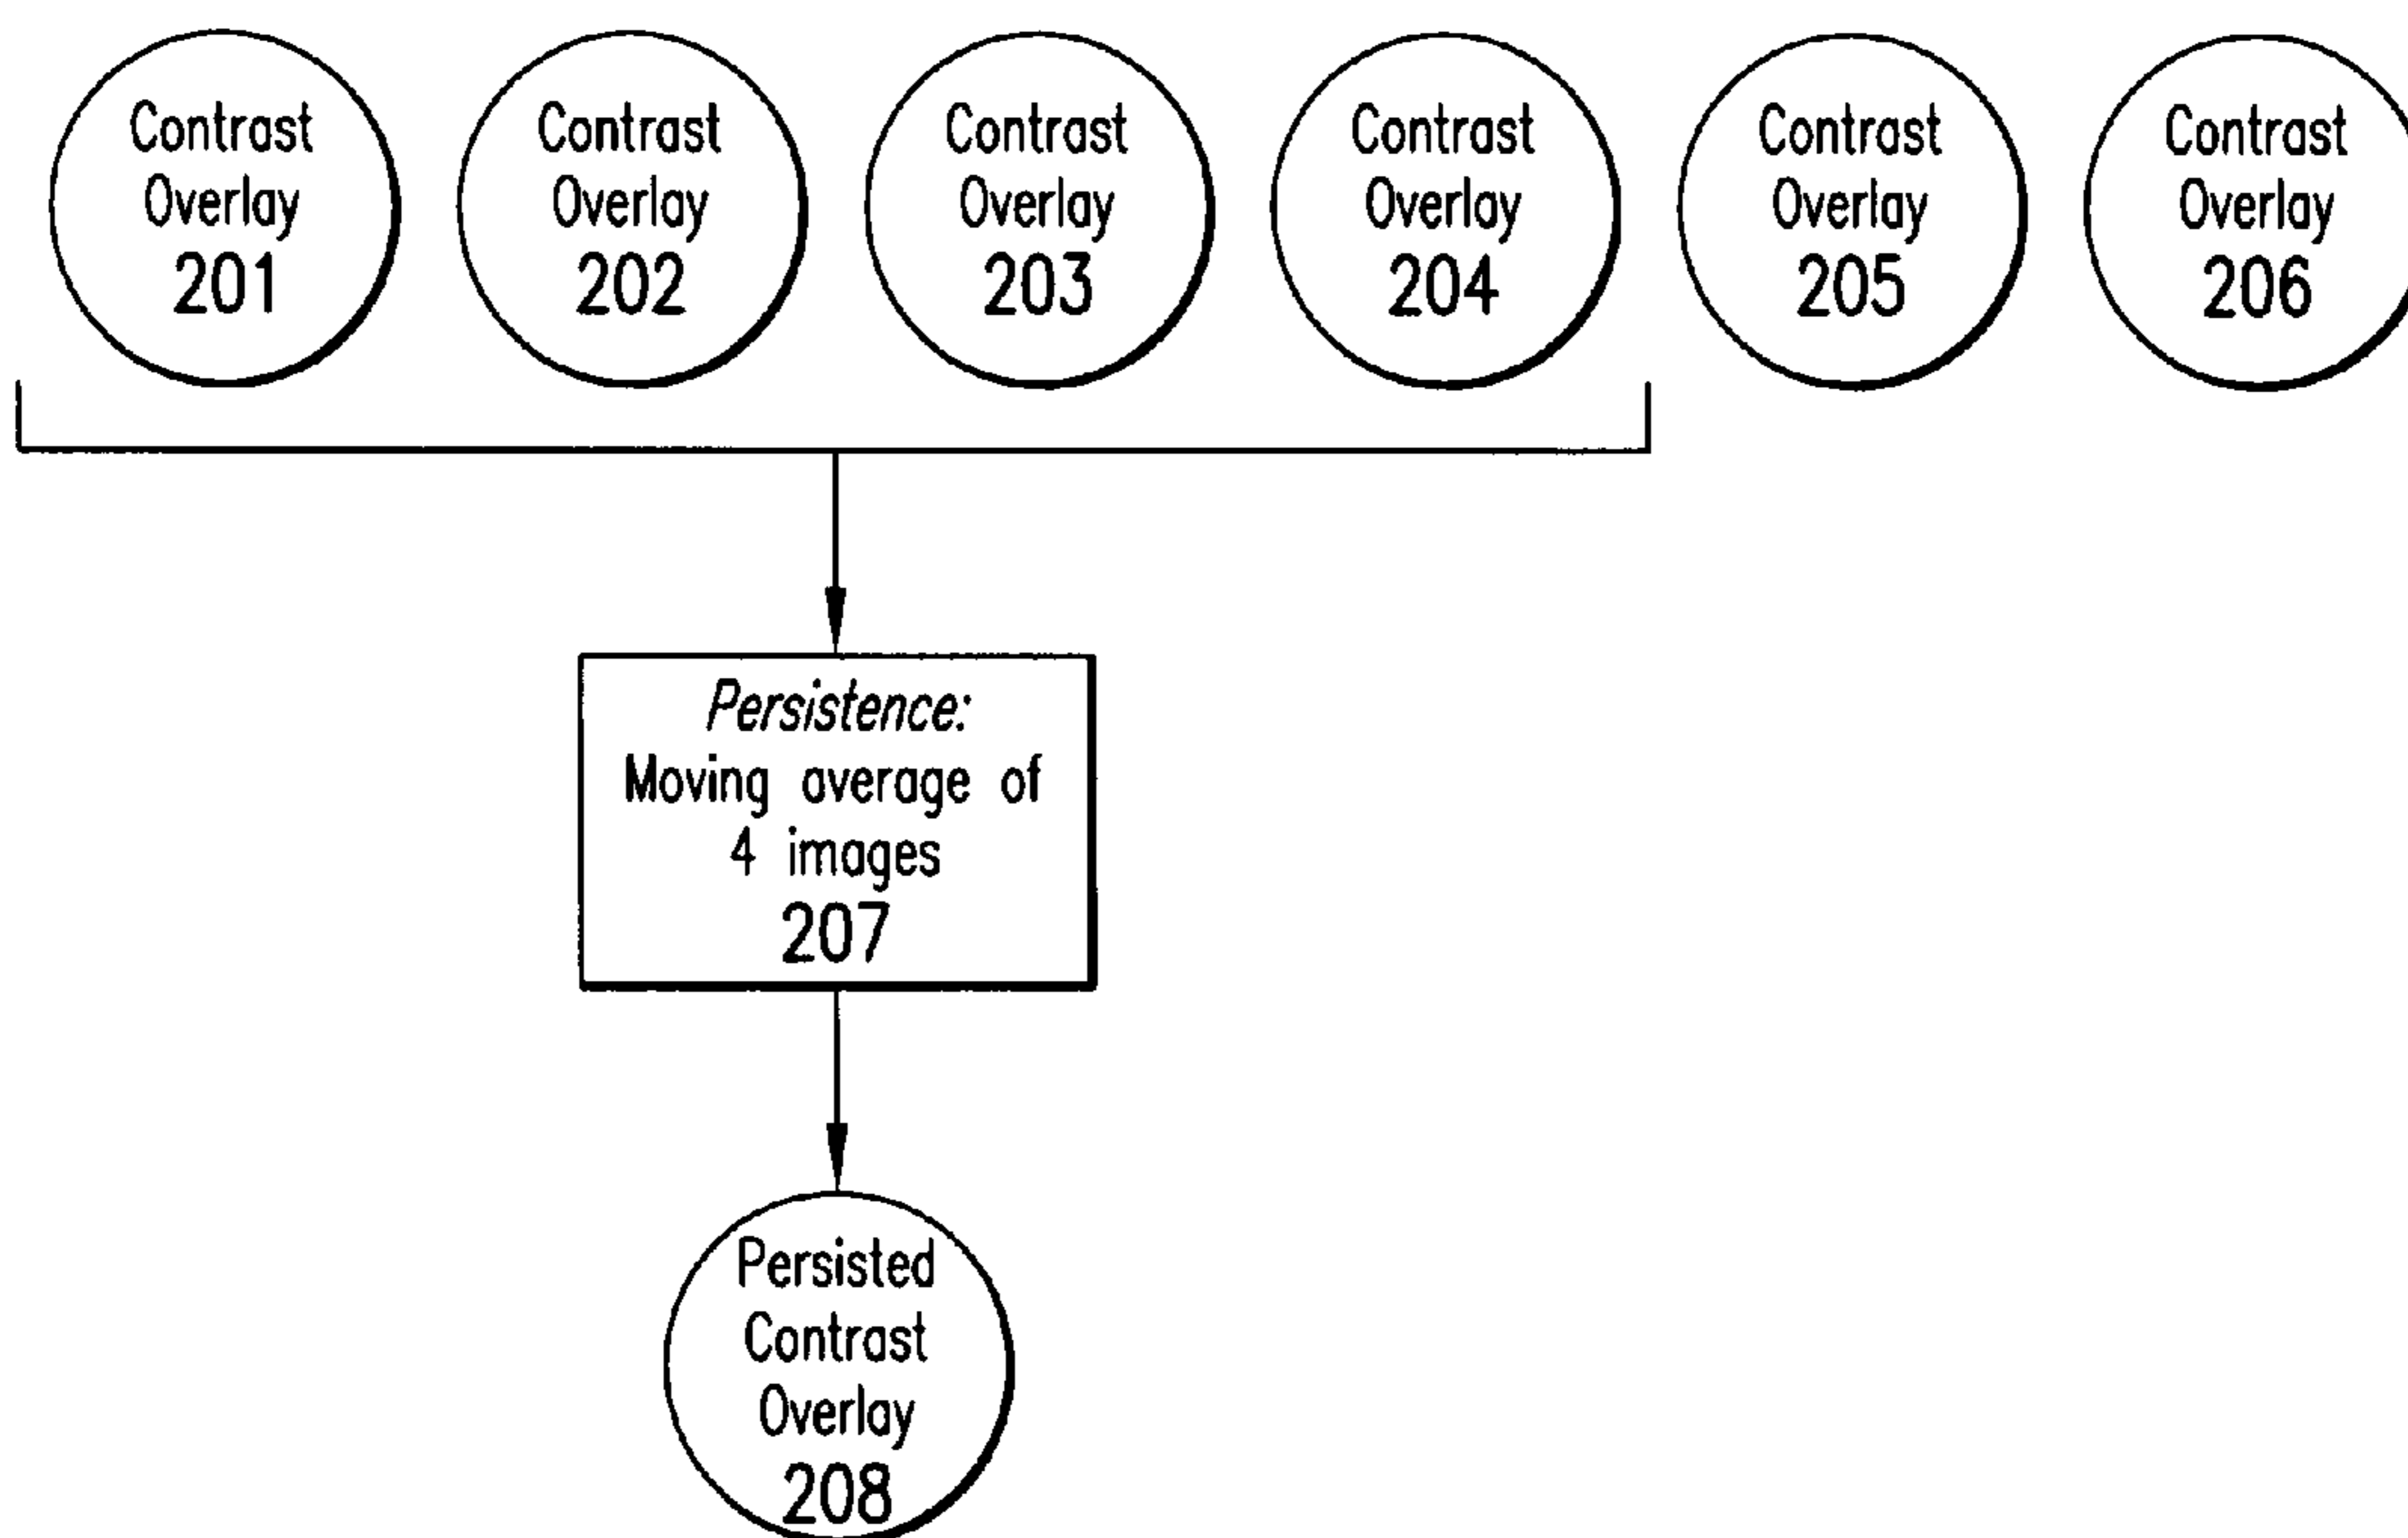 Contrast
Overlay
201
Contrast
Overlay
202
Contrast
Overlay
203
Contrast
Overlay
204
Contrast
Overlay
205
Contrast
Overlay
206
Persistence:
Moving average of
4 images
207
Persisted
Contrast
Overlay
208